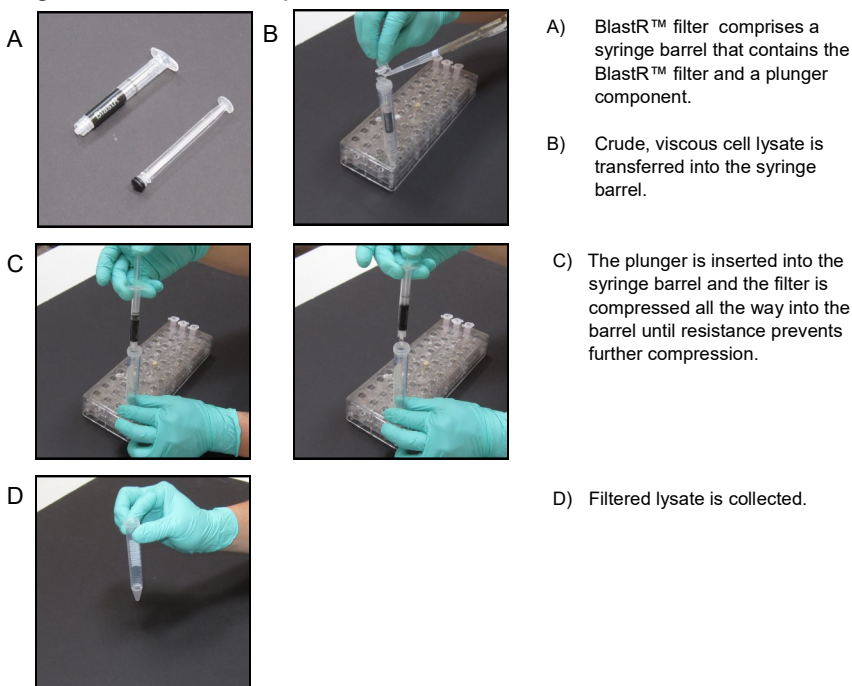 A
B
A) BlastR™ filter comprises a
syringe barrel that contains the
BlastR™ filter and a plunger
component.
BlastR
B) Crude, viscous cell lysate is
transferred into the syringe
barrel.
C
C) The plunger is inserted into the
syringe barrel and the filter is
compressed all the way into the
barrel until resistance prevents
further compression.
D
D) Filtered lysate is collected.